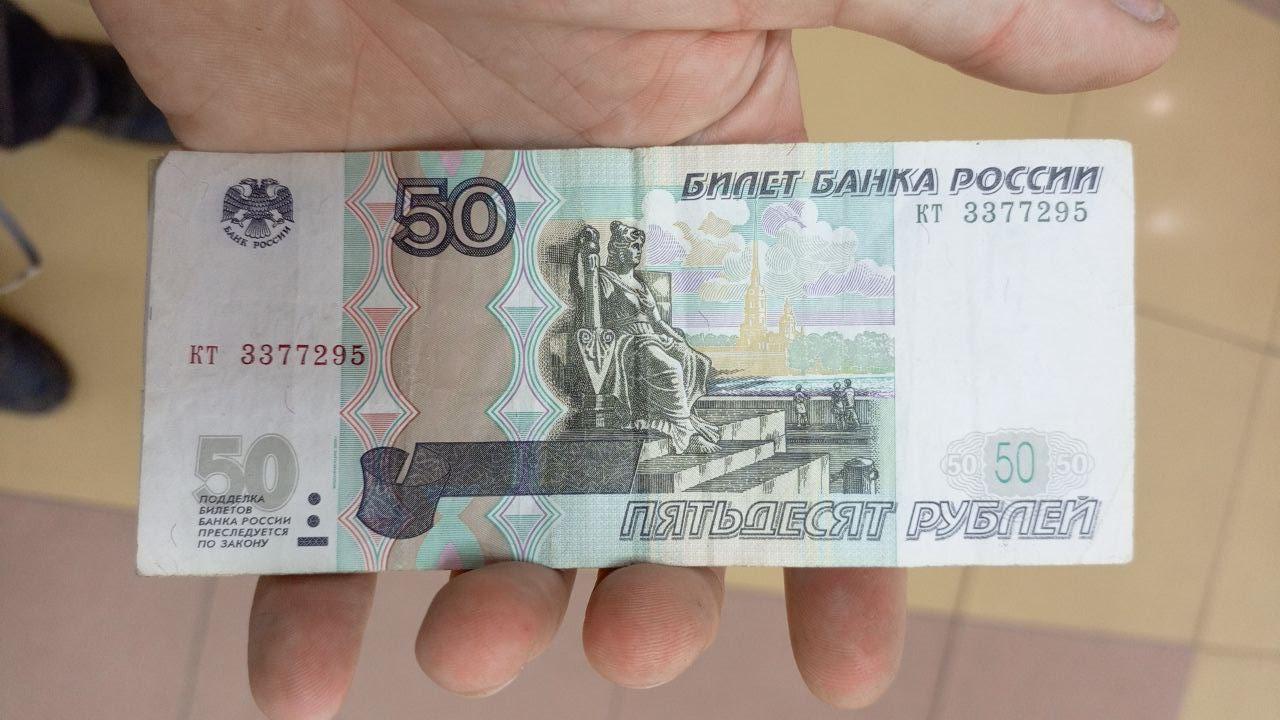 50
БАНК РОССИИ
БИЛЕТ БАНКА РОССИИ
кт 3377295
кт 3377295
50
ПОДДЕЛКА
БИЛЕТОВ
БАНКА РОССИИ
ПРЕСЛЕДУЕТСЯ
ПО ЗАКОНУ
50 50 50
ПЯТЬДЕСЯТ РУБЛЕЙ